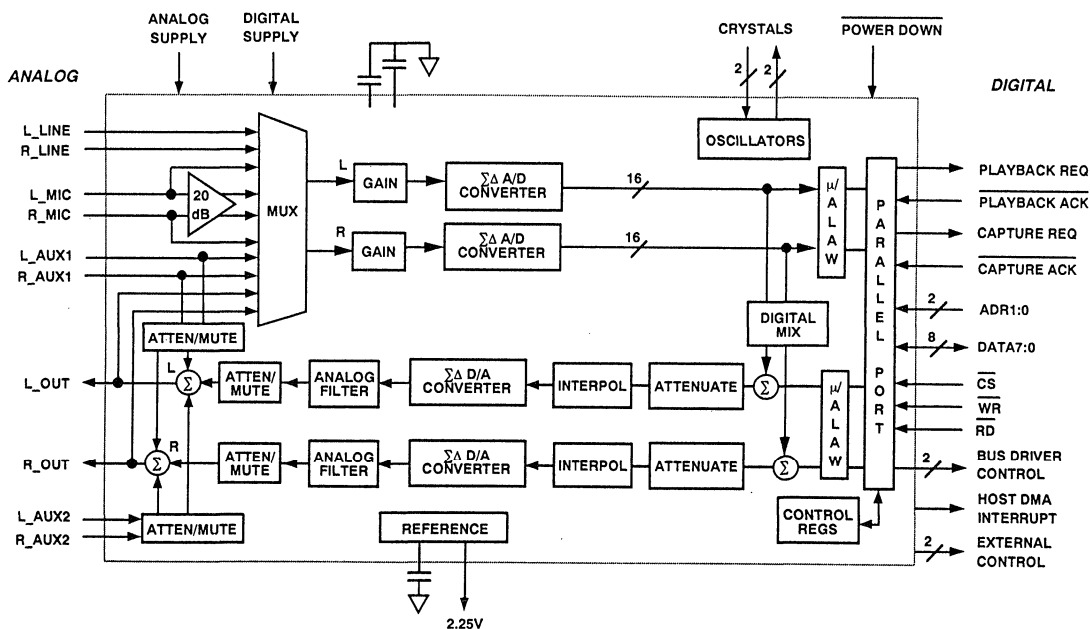 ANALOG
SUPPLY
DIGITAL
SUPPLY
CRYSTALS
POWER DOWN
ANALOG
DIGITAL
2
2
OSCILLATORS
L_LINE
R_LINE
L_MIC
R_MIC
L_AUX1
R_AUX1
20
dB
MUX
L
GAIN
ΣΔ A/D
CONVERTER
16
R
GAIN
ΣΔ A/D
CONVERTER
16
μ/
A
L
A
W
P
A
R
A
L
L
E
L
P
O
R
T
PLAYBACK REQ
PLAYBACK ACK
CAPTURE REQ
CAPTURE ACK
2
ADR1:0
8
DATA7:0
CS
WR
RD
2
BUS DRIVER
CONTROL
HOST DMA
INTERRUPT
2
EXTERNAL
CONTROL
ATTEN/MUTE
DIGITAL
MIX
L_OUT
L
Σ
ATTEN/
MUTE
ANALOG
FILTER
ΣΔ D/A
CONVERTER
INTERPOL
ATTENUATE
Σ
μ/
A
L
A
W
R_OUT
R
Σ
ATTEN/
MUTE
ANALOG
FILTER
ΣΔ D/A
CONVERTER
INTERPOL
ATTENUATE
Σ
L_AUX2
R_AUX2
ATTEN/MUTE
REFERENCE
CONTROL
REGS
2.25V